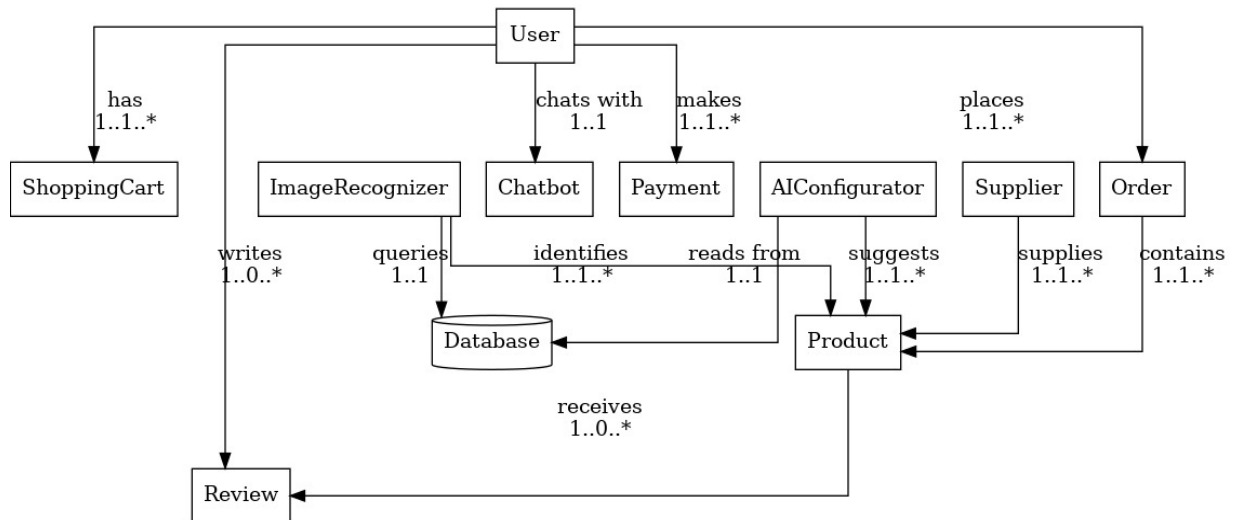 User
has
1..1..*
chats with
1..1
makes
1..1..*
places
1..1..*
ShoppingCart
ImageRecognizer
Chatbot
Payment
AIConfigurator
Supplier
Order
writes
1..0..*
queries
1..1
identifies
1..1..*
reads from
1..1
suggests
1..1..*
supplies
1..1..*
contains
1..1..*
Database
Product
receives
1..0..*
Review